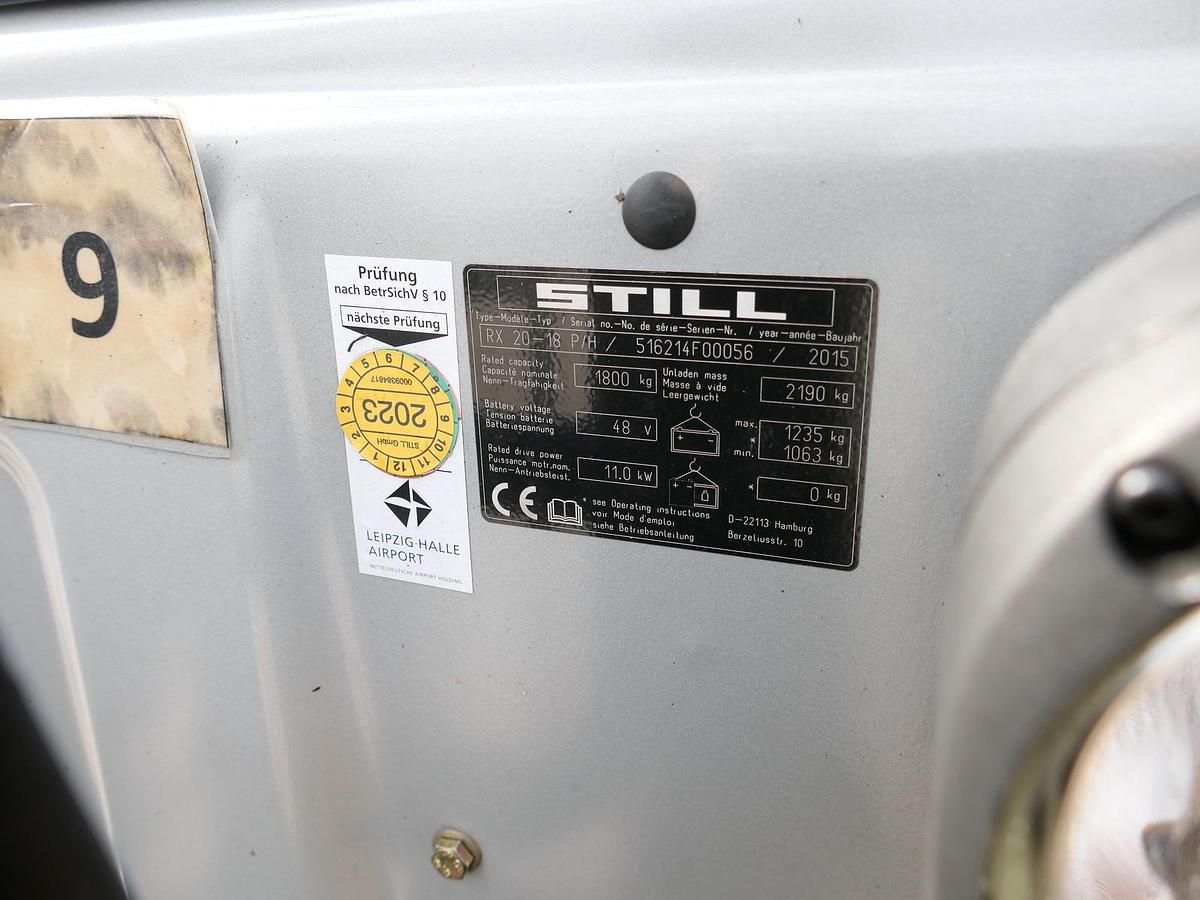 9
Prüfung
nach BetrSichV § 10
nächste Prüfung
1 2 3 4 5 6 7 8 9 10 11 12
0009384817
2023
STILL GmbH
LEIPZIG HALLE
AIRPORT
MITTELDEUTSCHE AIRPORT HOLDING
STILL
Type-Modèle-Typ / Serial no.-No. de série-Serien-Nr. / year-année-Baujahr
RX 20-18 P/H / 516214F00056 / 2015
Rated capacity
Capacité nominale
Nenn-Tragfähigkeit
1800 kg
Unladen mass
Masse à vide
Leergewicht
2190 kg
Battery voltage
Tension batterie
Batteriespannung
48 V
- +
max. 1235 kg
*
min. 1063 kg
Rated drive power
Puissance motr.nom.
Nenn-Antriebsleist.
11.0 kW
+ -
* 0 kg
CE
* see Operating instructions
voir Mode d'emploi
siehe Betriebsanleitung
D-22113 Hamburg
Berzeliusstr. 10